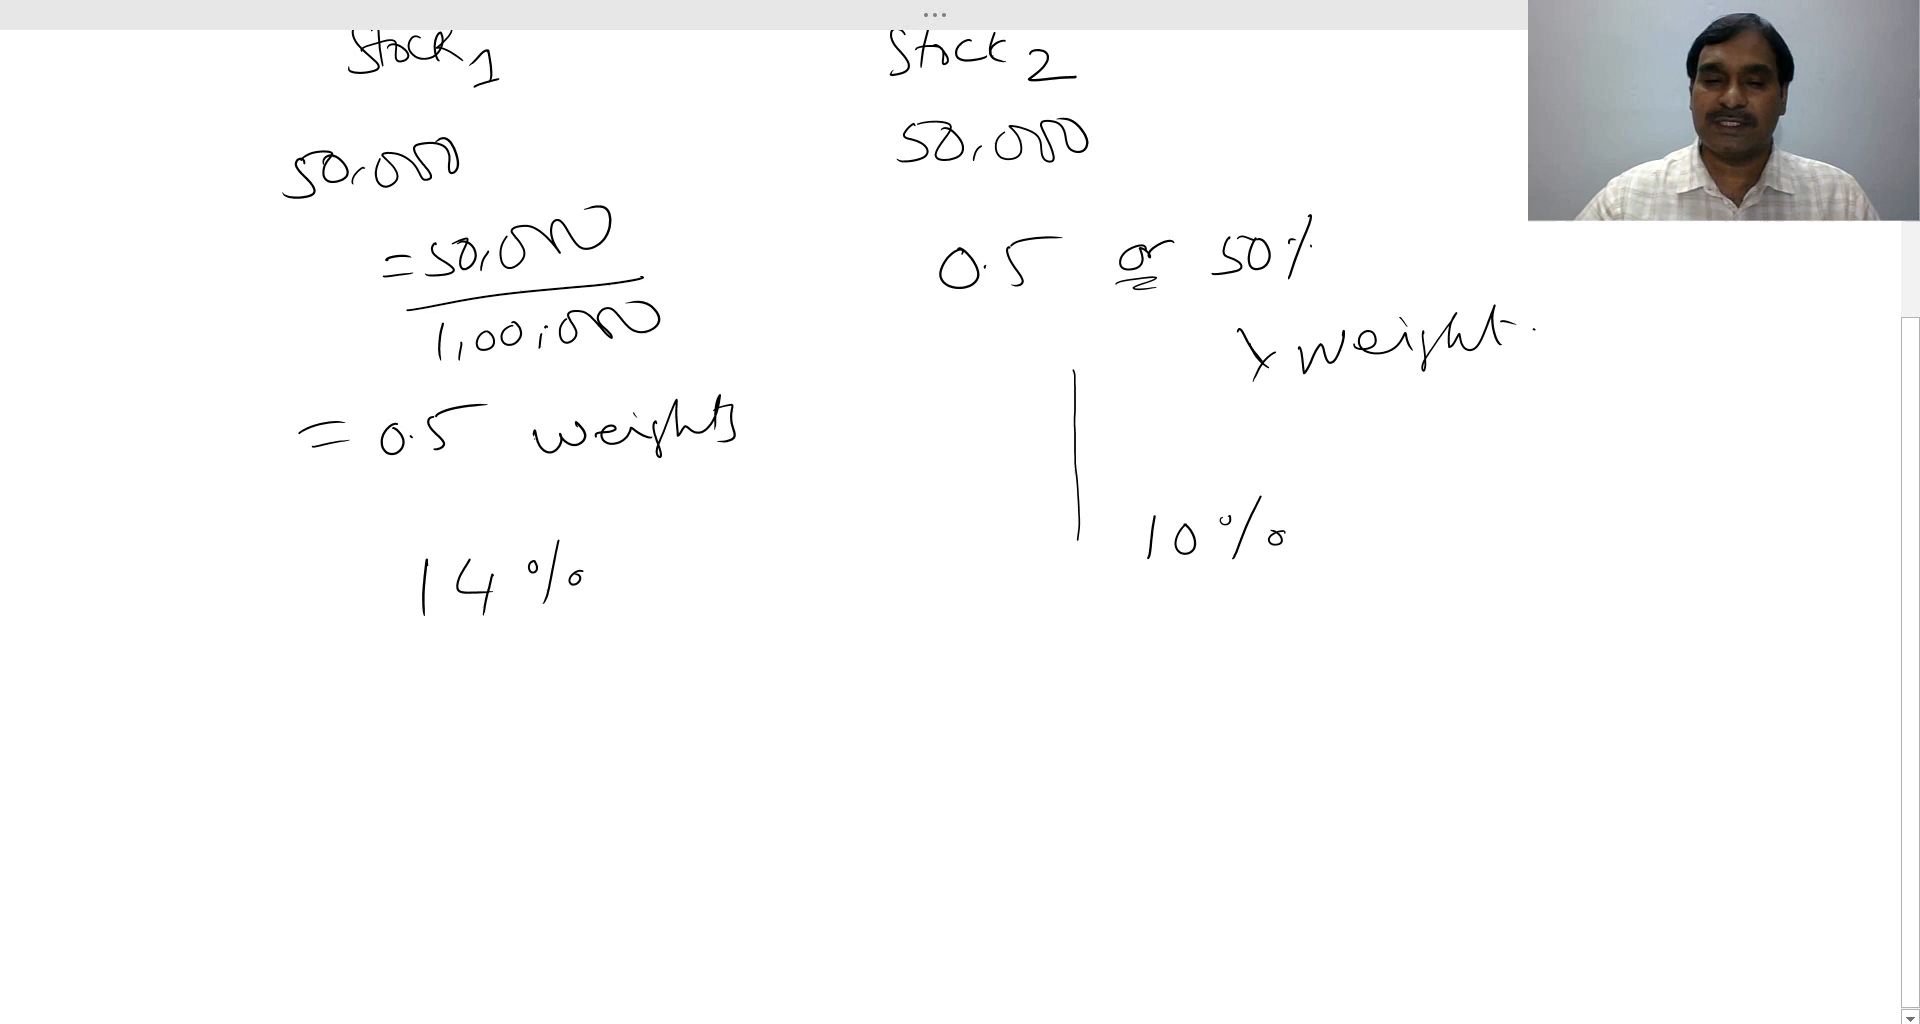 Stock 1
Stock 2
50,000
50,000
= 50,000
1,00,000
0.5 or 50%
x weight.
= 0.5 weights
14%
10%